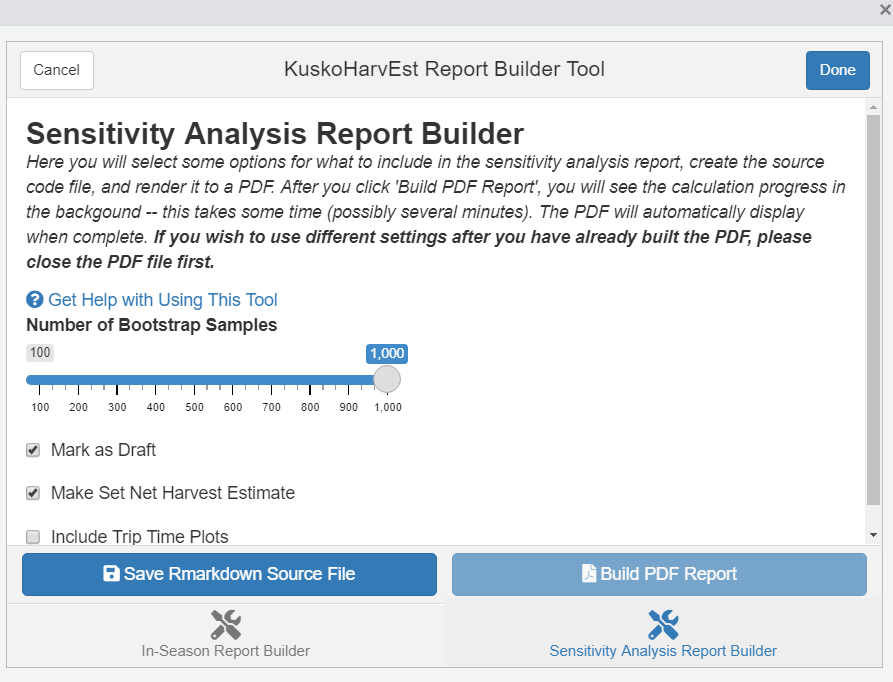 Cancel
KuskoHarvEst Report Builder Tool
Done
Sensitivity Analysis Report Builder
Here you will select some options for what to include in the sensitivity analysis report, create the source
code file, and render it to a PDF. After you click 'Build PDF Report', you will see the calculation progress in
the backgound -- this takes some time (possibly several minutes). The PDF will automatically display
when complete. If you wish to use different settings after you have already built the PDF, please
close the PDF file first.
Get Help with Using This Tool
Number of Bootstrap Samples
100 1,000
100 200 300 400 500 600 700 800 900 1,000
Mark as Draft
Make Set Net Harvest Estimate
Include Trip Time Plots
Save Rmarkdown Source File
Build PDF Report
In-Season Report Builder
Sensitivity Analysis Report Builder